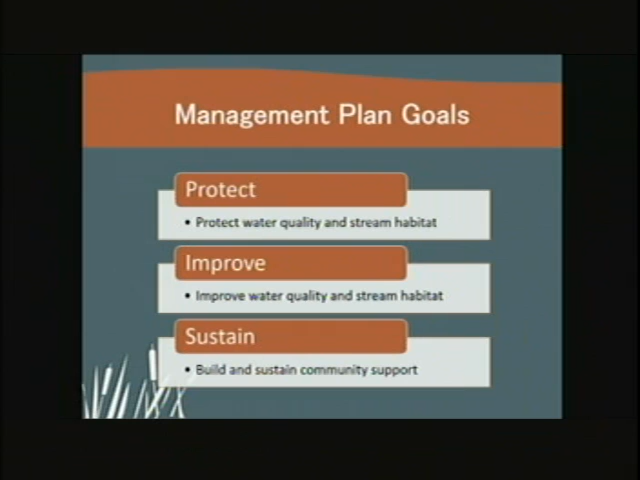 Management Plan Goals
Protect
• Protect water quality and stream habitat
Improve
• Improve water quality and stream habitat
Sustain
• Build and sustain community support